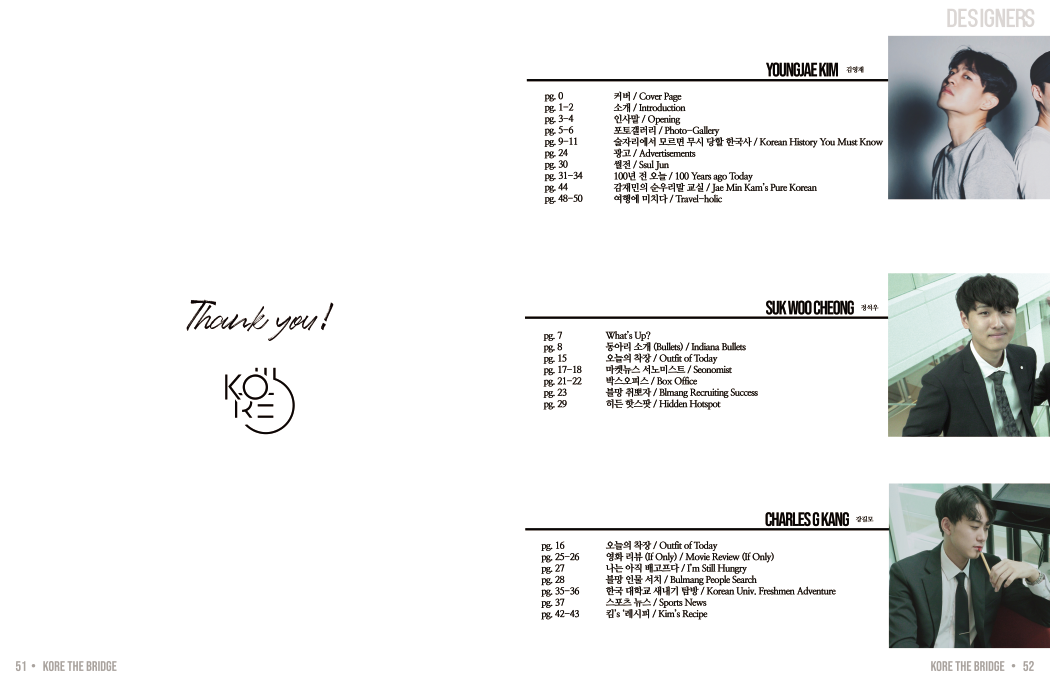 Thank you!
KÖ
RE
51 • KORE THE BRIDGE
DESIGNERS
YOUNGJAE KIM 김영재
pg. 0 커버 / Cover Page
pg. 1-2 소개 / Introduction
pg. 3-4 인사말 / Opening
pg. 5-6 포토갤러리 / Photo-Gallery
pg. 9-11 술자리에서 모르면 무시 당할 한국사 / Korean History You Must Know
pg. 24 광고 / Advertisements
pg. 30 썰전 / Ssul Jun
pg. 31-34 100년 전 오늘 / 100 Years ago Today
pg. 44 감재민의 순우리말 교실 / Jae Min Kam's Pure Korean
pg. 48-50 여행에 미치다 / Travel-holic
SUK WOO CHEONG 정석우
pg. 7 What's Up?
pg. 8 동아리 소개 (Bullets) / Indiana Bullets
pg. 15 오늘의 착장 / Outfit of Today
pg. 17-18 마켓뉴스 서노미스트 / Seonomist
pg. 21-22 박스오피스 / Box Office
pg. 23 블망 취뽀자 / Blmang Recruiting Success
pg. 29 히든 핫스팟 / Hidden Hotspot
CHARLES G KANG 강길모
pg. 16 오늘의 착장 / Outfit of Today
pg. 25-26 영화 리뷰 (If Only) / Movie Review (If Only)
pg. 27 나는 아직 배고프다 / I'm Still Hungry
pg. 28 블망 인물 서치 / Bulmang People Search
pg. 35-36 한국 대학교 새내기 탐방 / Korean Univ. Freshmen Adventure
pg. 37 스포츠 뉴스 / Sports News
pg. 42-43 킴's '레시피 / Kim's Recipe
KORE THE BRIDGE • 52